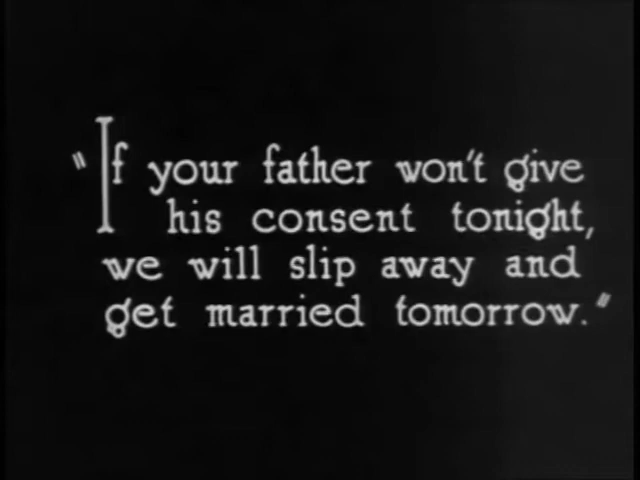 "If your father won't give
his consent tonight,
we will slip away and
get married tomorrow."